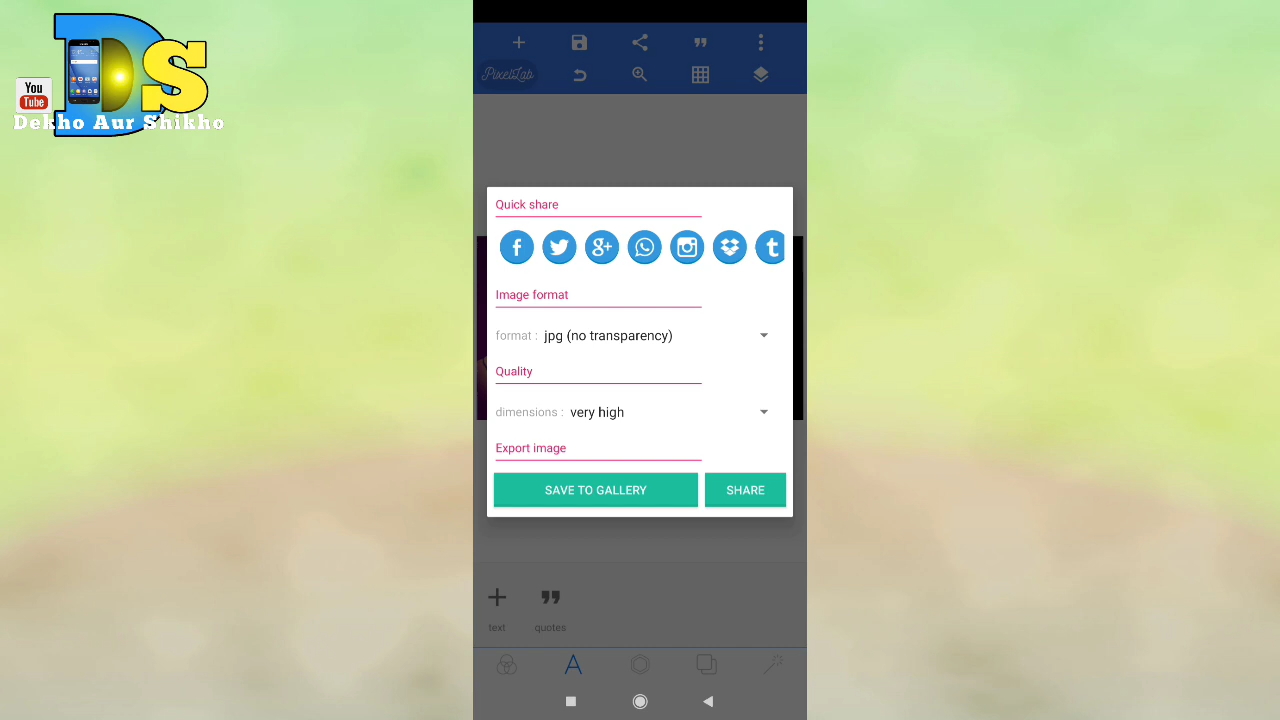 DS
You
Tube
Dekho Aur Shikho
PixelLab
Quick share
Image format
format : jpg (no transparency)
Quality
dimensions : very high
Export image
SAVE TO GALLERY SHARE
text quotes